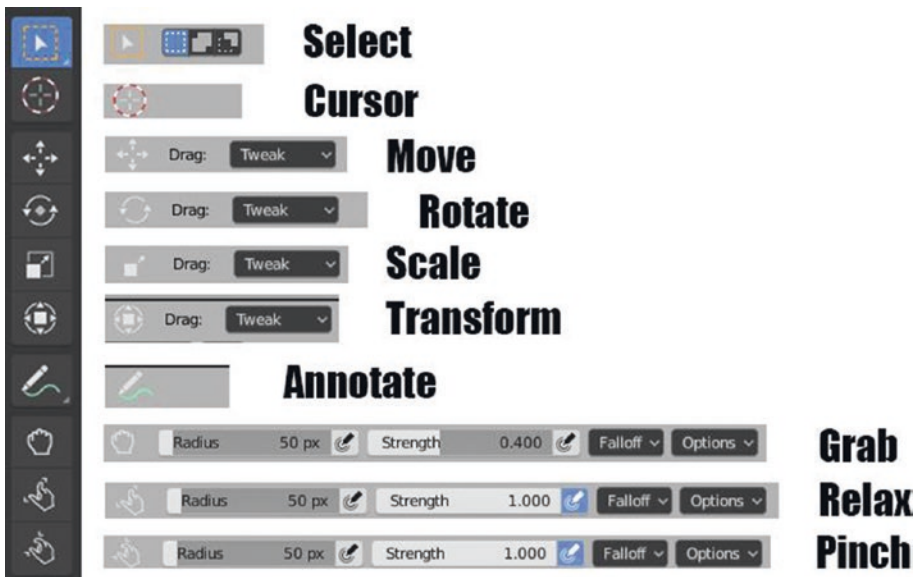 Select
Cursor
Drag: Tweak Move
Drag: Tweak Rotate
Drag: Tweak Scale
Drag: Tweak Transform
Annotate
Radius 50 px Strength 0.400 Falloff Options Grab
Radius 50 px Strength 1.000 Falloff Options Relax
Radius 50 px Strength 1.000 Falloff Options Pinch